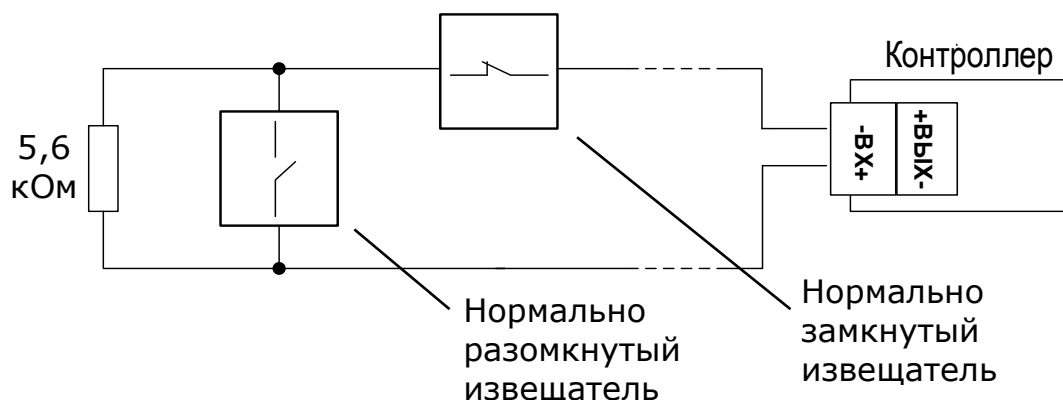 Контроллер
5,6
кОм
-ВХ+
+ВЫХ-
Нормально
разомкнутый
извещатель
Нормально
замкнутый
извещатель